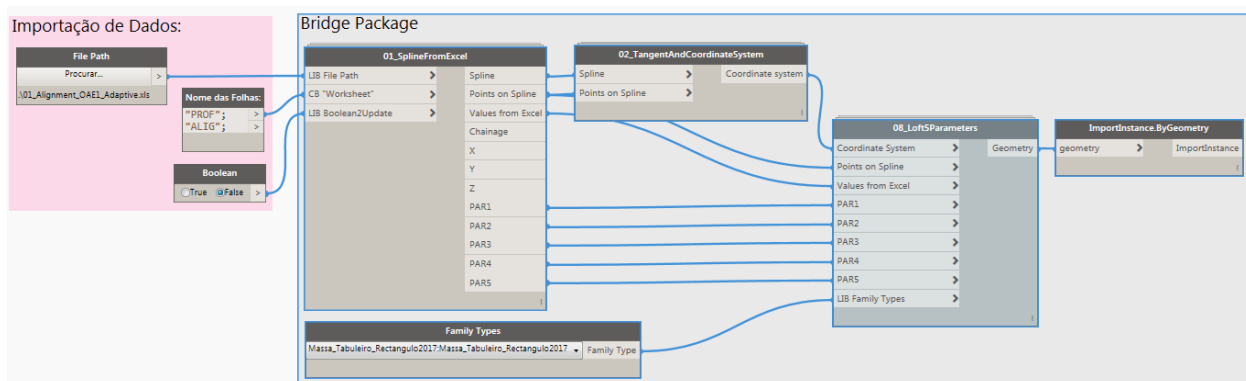 Importação de Dados:
File Path
Procurar...
>
.\01_Alignment_OAE1_Adaptive.xls
Nome das Folhas:
"PROF"; >
"ALIG"; >
Boolean
True False >
Bridge Package
01_SplineFromExcel
LIB File Path > Spline
CB "Worksheet" > Points on Spline
LIB Boolean2Update > Values from Excel
Chainage
X
Y
Z
PAR1
PAR2
PAR3
PAR4
PAR5
02_TangentAndCoordinateSystem
Spline > Coordinate system
Points on Spline >
Family Types
Massa_Tabuleiro_Rectangulo2017:Massa_Tabuleiro_Rectangulo2017 Family Type
08_Loft5Parameters
Coordinate System > Geometry
Points on Spline >
Values from Excel >
PAR1 >
PAR2 >
PAR3 >
PAR4 >
PAR5 >
LIB Family Types >
ImportInstance.ByGeometry
geometry > ImportInstance